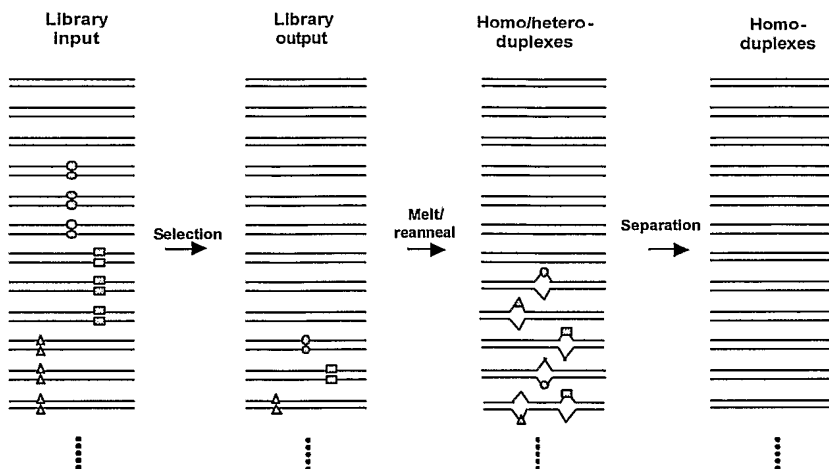 Library
input
Library
output
Homo/hetero-
duplexes
Homo-
duplexes
Selection
Melt/
reanneal
Separation